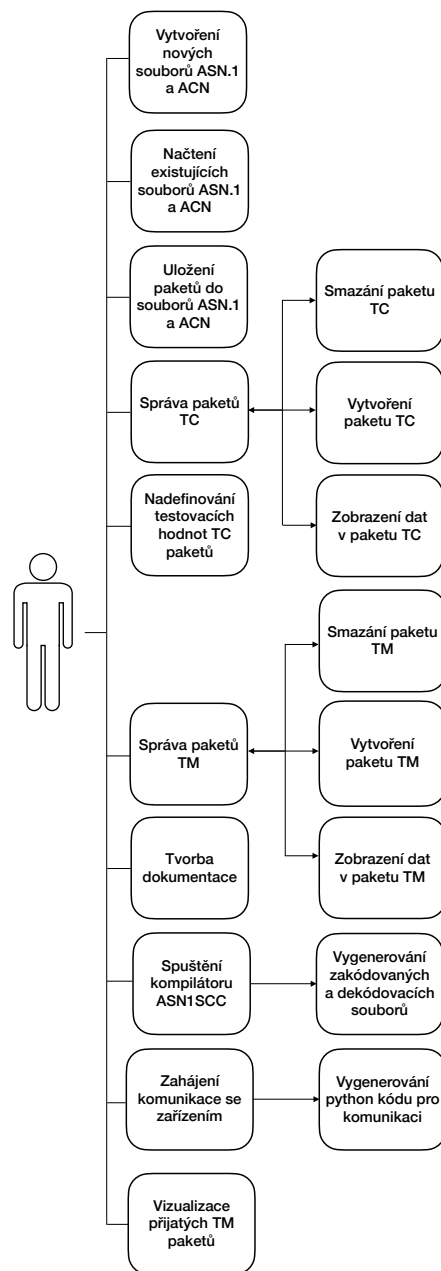 Vytvoření
nových
souborů ASN.1
a ACN
Načtení
existujících
souborů ASN.1
a ACN
Uložení
paketů do
souborů ASN.1
a ACN
Správa paketů
TC
Smazání paketu
TC
Vytvoření
paketu TC
Zobrazení dat
v paketu TC
Nadefinování
testovacích
hodnot TC
paketů
Správa paketů
TM
Smazání paketu
TM
Vytvoření
paketu TM
Zobrazení dat
v paketu TM
Tvorba
dokumentace
Spuštění
kompilátoru
ASN1SCC
Vygenerování
zakódovaných
a dekódovacích
souborů
Zahájení
komunikace se
zařízením
Vygenerování
python kódu pro
komunikaci
Vizualizace
přijatých TM
paketů